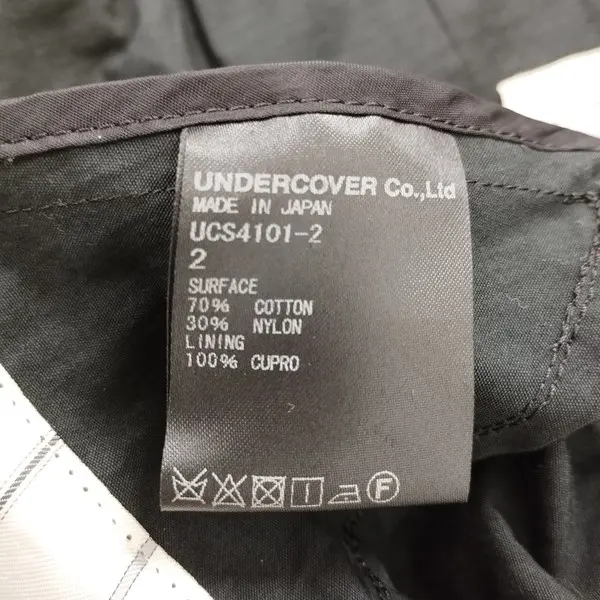 UNDERCOVER Co.,Ltd
MADE IN JAPAN
UCS4101-2
2
SURFACE
70% COTTON
30% NYLON
LINING
100% CUPRO
F